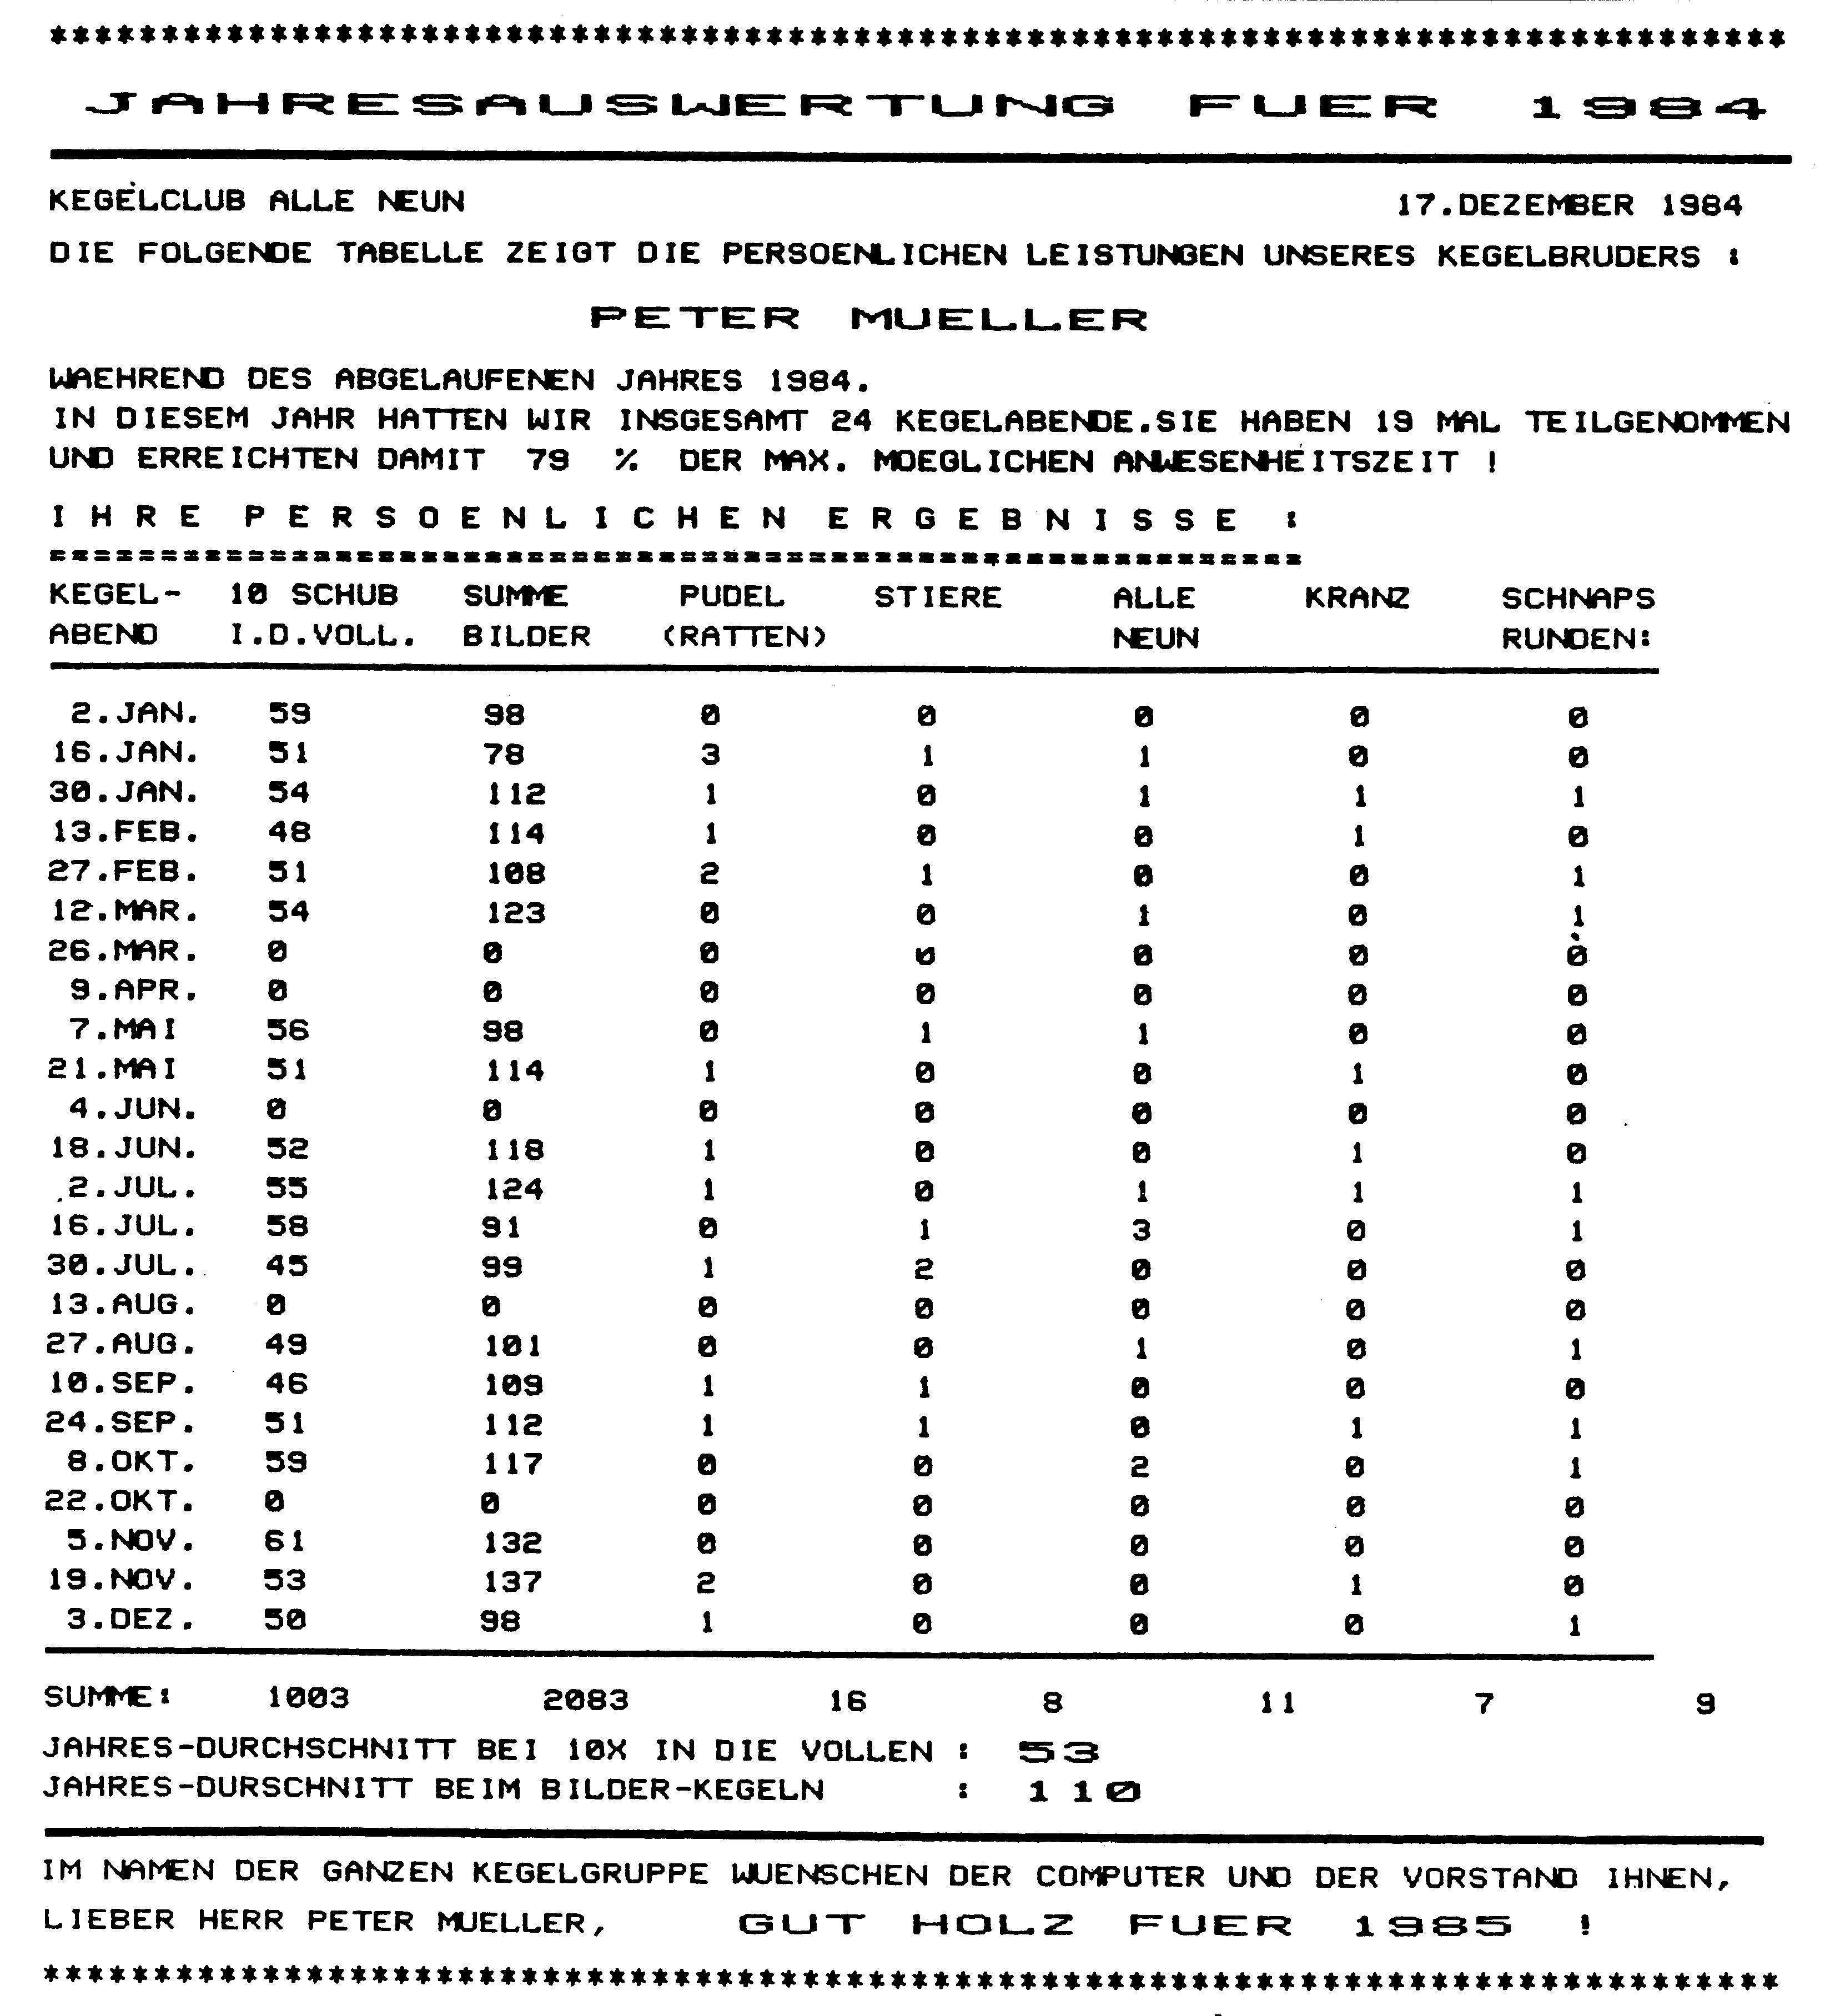 ********************************************************************************
JAHRESAUSWERTUNG FUER 1984
KEGELCLUB ALLE NEUN 17.DEZEMBER 1984
DIE FOLGENDE TABELLE ZEIGT DIE PERSOENLICHEN LEISTUNGEN UNSERES KEGELBRUDERS :
PETER MUELLER
WAEHREND DES ABGELAUFENEN JAHRES 1984.
IN DIESEM JAHR HATTEN WIR INSGESAMT 24 KEGELABENDE.SIE HABEN 19 MAL TEILGENOMMEN
UND ERREICHTEN DAMIT 79 % DER MAX. MOEGLICHEN ANWESENHEITSZEIT !
I H R E P E R S O E N L I C H E N E R G E B N I S S E :
==========================================================
KEGEL- 10 SCHUB SUMME PUDEL STIERE ALLE KRANZ SCHNAPS
ABEND I.D.VOLL. BILDER (RATTEN) NEUN RUNDEN:
2.JAN. 59 98 0 0 0 0 0
16.JAN. 51 78 3 1 1 0 0
30.JAN. 54 112 1 0 1 1 1
13.FEB. 48 114 1 0 0 1 0
27.FEB. 51 108 2 1 0 0 1
12.MAR. 54 123 0 0 1 0 1
26.MAR. 0 0 0 0 0 0 0
9.APR. 0 0 0 0 0 0 0
7.MAI 56 98 0 1 1 0 0
21.MAI 51 114 1 0 0 1 0
4.JUN. 0 0 0 0 0 0 0
18.JUN. 52 118 1 0 0 1 0
2.JUL. 55 124 1 0 1 1 1
16.JUL. 58 91 0 1 3 0 1
30.JUL. 45 99 1 2 0 0 0
13.AUG. 0 0 0 0 0 0 0
27.AUG. 49 101 0 0 1 0 1
10.SEP. 46 109 1 1 0 0 0
24.SEP. 51 112 1 1 0 1 1
8.OKT. 59 117 0 0 2 0 1
22.OKT. 0 0 0 0 0 0 0
5.NOV. 61 132 0 0 0 0 0
19.NOV. 53 137 2 0 0 1 0
3.DEZ. 50 98 1 0 0 0 1
SUMME: 1003 2083 16 8 11 7 9
JAHRES-DURCHSCHNITT BEI 10X IN DIE VOLLEN : 53
JAHRES-DURSCHNITT BEIM BILDER-KEGELN : 110
IM NAMEN DER GANZEN KEGELGRUPPE WUENSCHEN DER COMPUTER UND DER VORSTAND IHNEN,
LIEBER HERR PETER MUELLER, GUT HOLZ FUER 1985 !
********************************************************************************